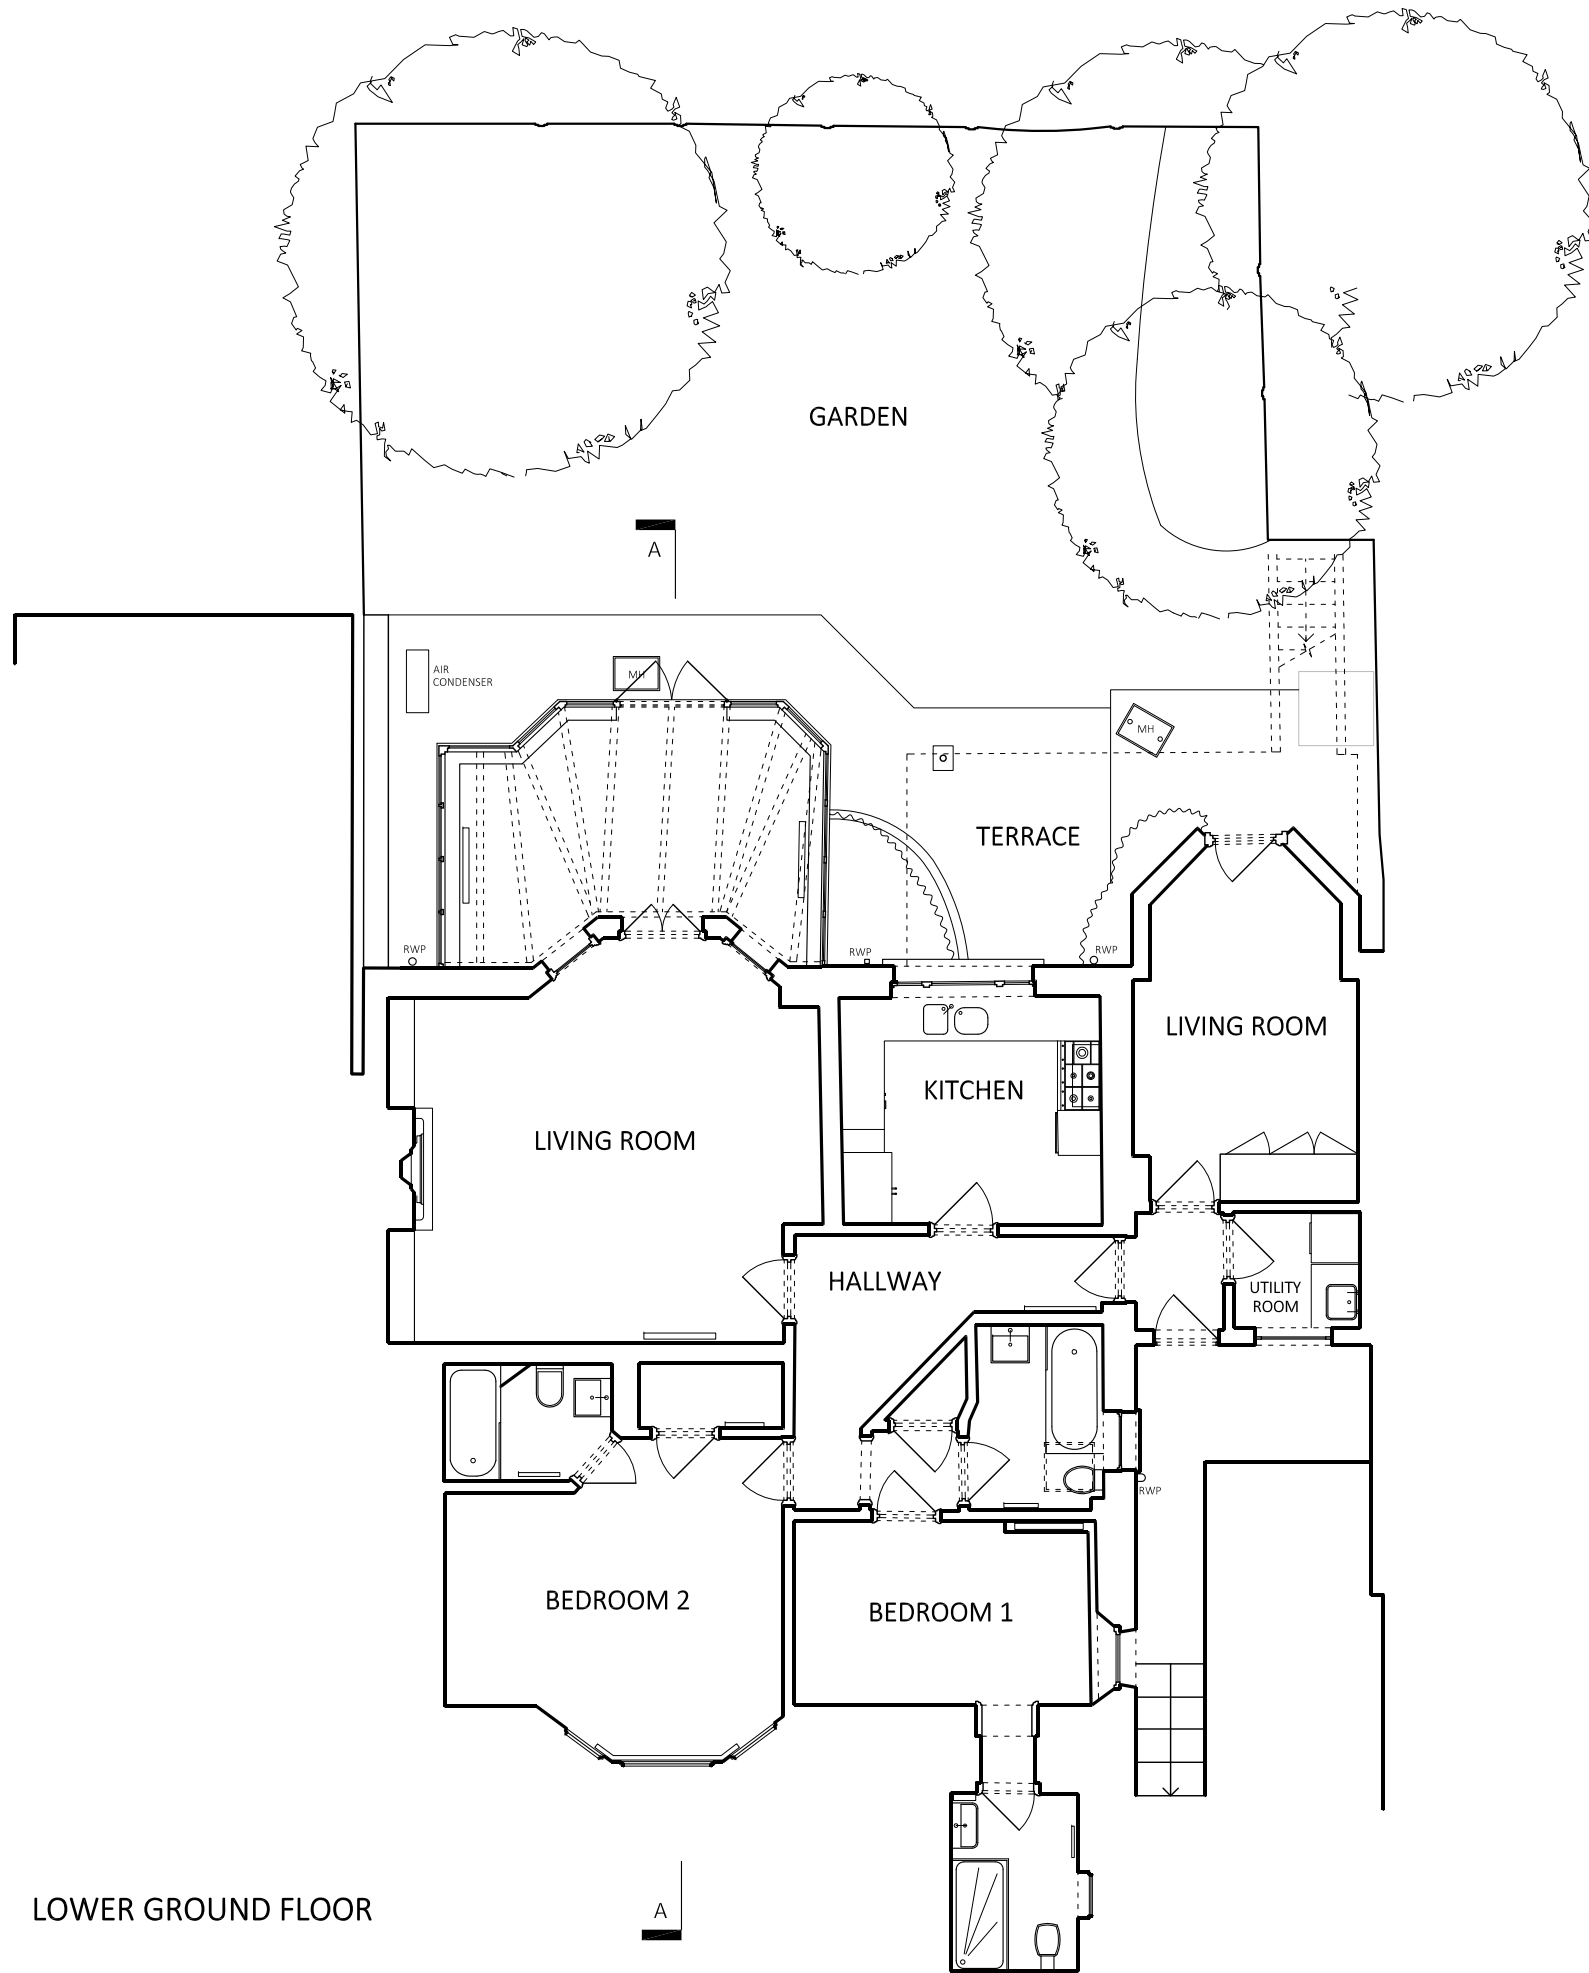 GARDEN
A
AIR
CONDENSER
MH
MH
TERRACE
RWP
RWP
RWP
LIVING ROOM
KITCHEN
LIVING ROOM
HALLWAY
UTILITY
ROOM
RWP
BEDROOM 2
BEDROOM 1
LOWER GROUND FLOOR
A